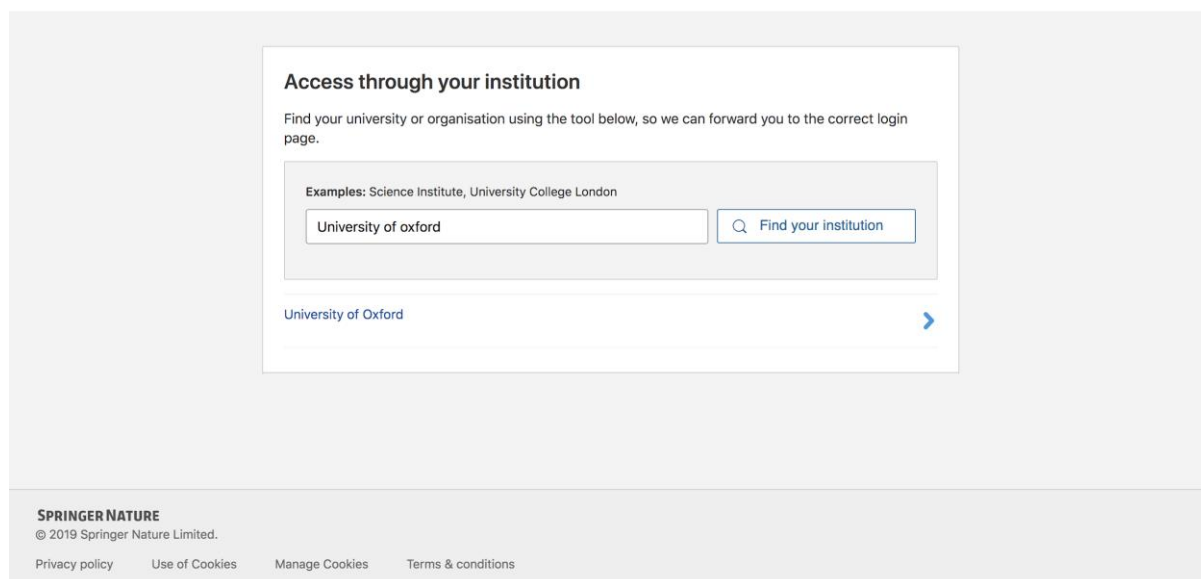 Access through your institution
Find your university or organisation using the tool below, so we can forward you to the correct login
page.
Examples: Science Institute, University College London
University of oxford
Find your institution
University of Oxford
SPRINGER NATURE
© 2019 Springer Nature Limited.
Privacy policy Use of Cookies Manage Cookies Terms & conditions